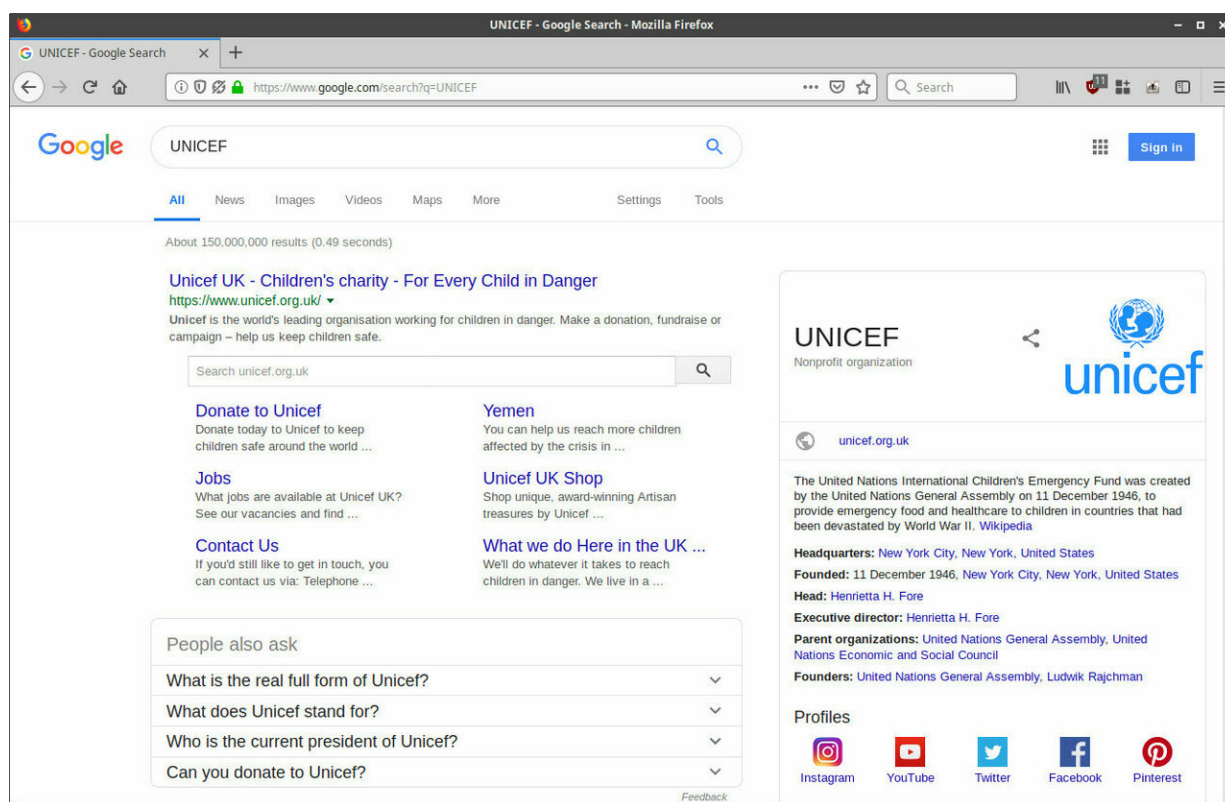 UNICEF - Google Search - Mozilla Firefox
UNICEF - Google Search
https://www.google.com/search?q=UNICEF
Search
11
Google
UNICEF
Sign in
All News Images Videos Maps More Settings Tools
About 150,000,000 results (0.49 seconds)
Unicef UK - Children's charity - For Every Child in Danger
https://www.unicef.org.uk/
Unicef is the world's leading organisation working for children in danger. Make a donation, fundraise or
campaign – help us keep children safe.
Search unicef.org.uk
Donate to Unicef
Donate today to Unicef to keep
children safe around the world ...
Yemen
You can help us reach more children
affected by the crisis in ...
Jobs
What jobs are available at Unicef UK?
See our vacancies and find ...
Unicef UK Shop
Shop unique, award-winning Artisan
treasures by Unicef ...
Contact Us
If you'd still like to get in touch, you
can contact us via: Telephone ...
What we do Here in the UK ...
We'll do whatever it takes to reach
children in danger. We live in a ...
People also ask
What is the real full form of Unicef?
What does Unicef stand for?
Who is the current president of Unicef?
Can you donate to Unicef?
Feedback
UNICEF
Nonprofit organization
unicef
unicef.org.uk
The United Nations International Children's Emergency Fund was created
by the United Nations General Assembly on 11 December 1946, to
provide emergency food and healthcare to children in countries that had
been devastated by World War II. Wikipedia
Headquarters: New York City, New York, United States
Founded: 11 December 1946, New York City, New York, United States
Head: Henrietta H. Fore
Executive director: Henrietta H. Fore
Parent organizations: United Nations General Assembly, United
Nations Economic and Social Council
Founders: United Nations General Assembly, Ludwik Rajchman
Profiles
Instagram YouTube Twitter Facebook Pinterest